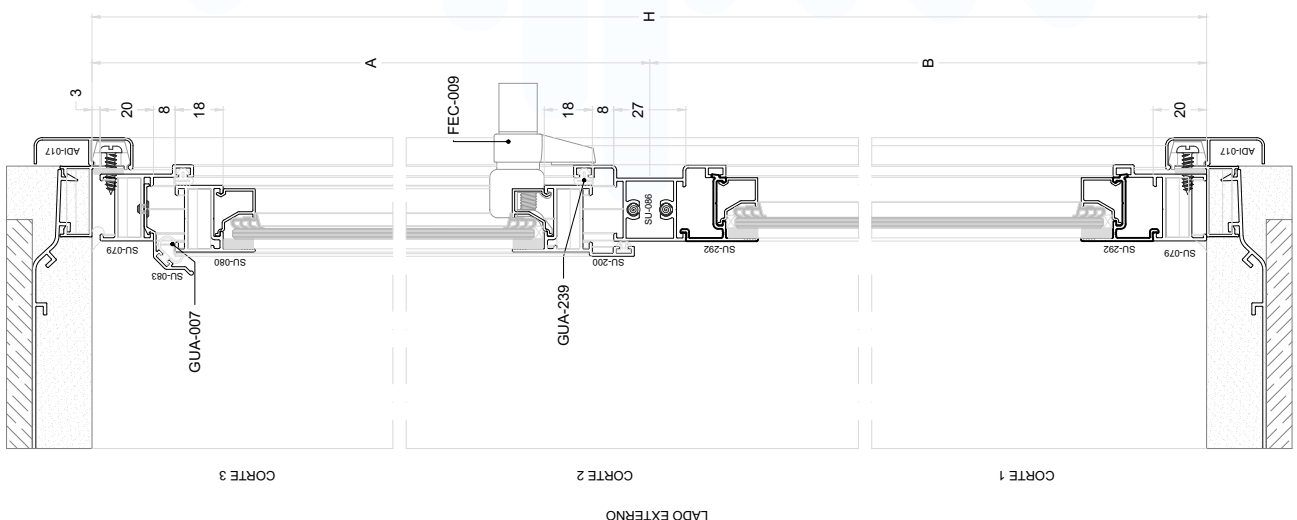 H
A
B
3
20
8
18
FEC-009
18
8
27
20
ADI-017
ADI-017
SU-079
SU-083
SU-080
GUA-007
GUA-239
SU-200
SU-086
SU-292
SU-292
SU-079
CORTE 3
CORTE 2
CORTE 1
LADO EXTERNO